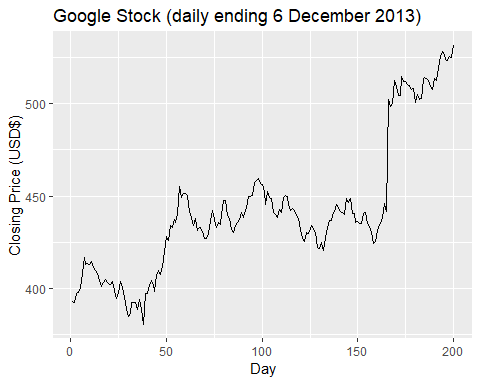 Google Stock (daily ending 6 December 2013)
Closing Price (USD$)
500
450
400
0 50 100 150 200
Day